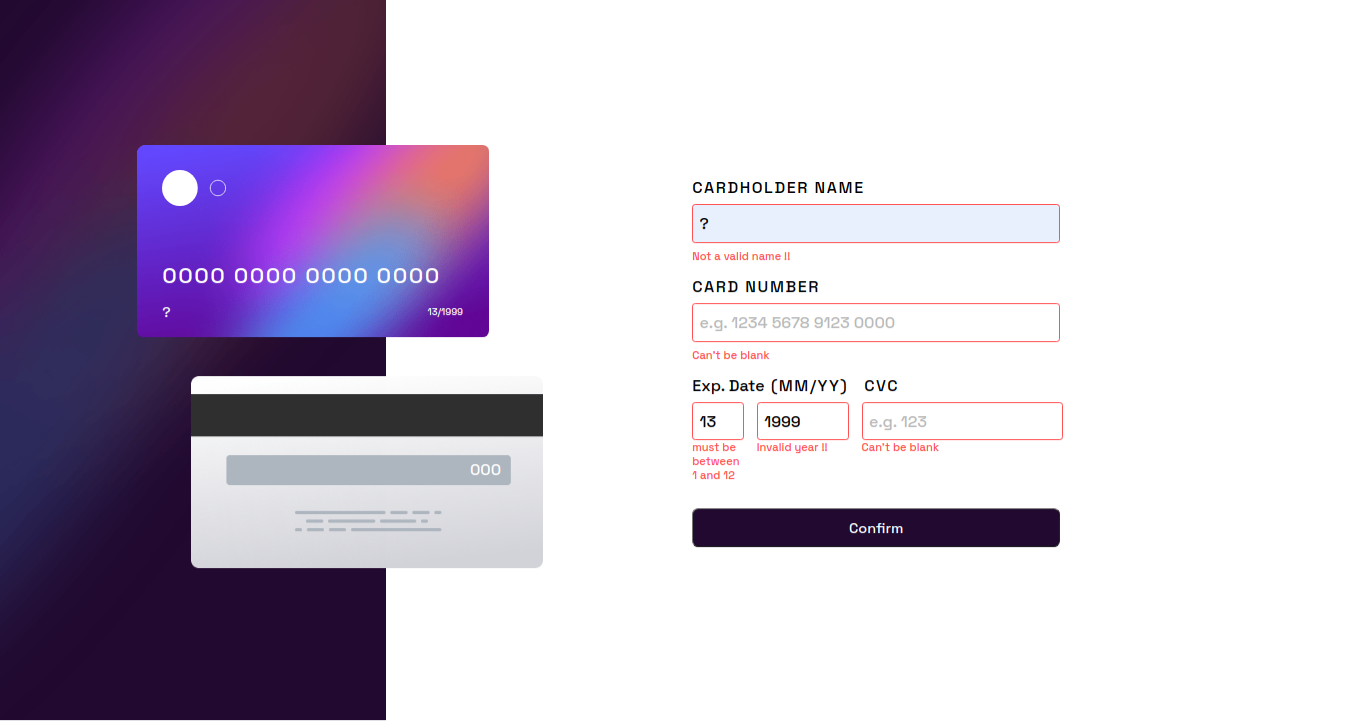 0000 0000 0000 0000
? 13/1999
000
CARDHOLDER NAME
?
Not a valid name !!
CARD NUMBER
e.g. 1234 5678 9123 0000
Can't be blank
Exp. Date (MM/YY) CVC
13 1999 e.g. 123
must be between 1 and 12 Invalid year !! Can't be blank
Confirm